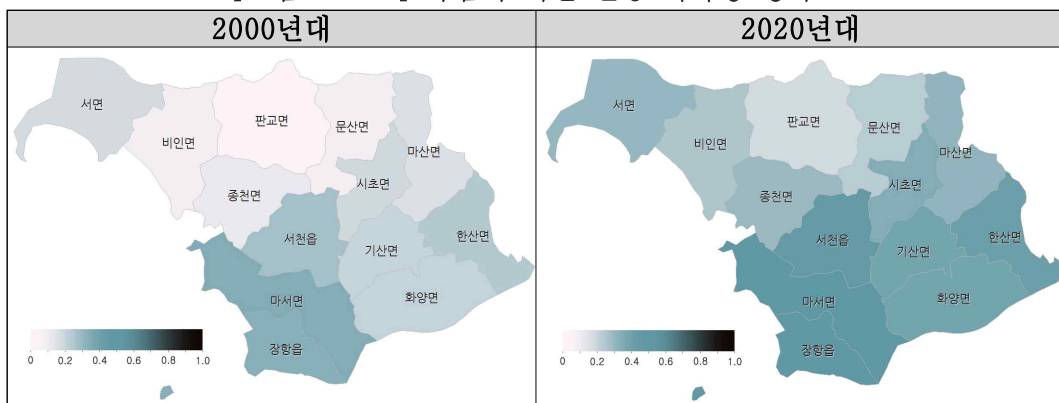 2000년대 2020년대
서면
비인면
판교면
문산면
마산면
종천면
시초면
서천읍
기산면
한산면
마서면
화양면
장항읍
0 0.2 0.4 0.6 0.8 1.0
서면
비인면
판교면
문산면
마산면
종천면
시초면
서천읍
기산면
한산면
마서면
화양면
장항읍
0 0.2 0.4 0.6 0.8 1.0